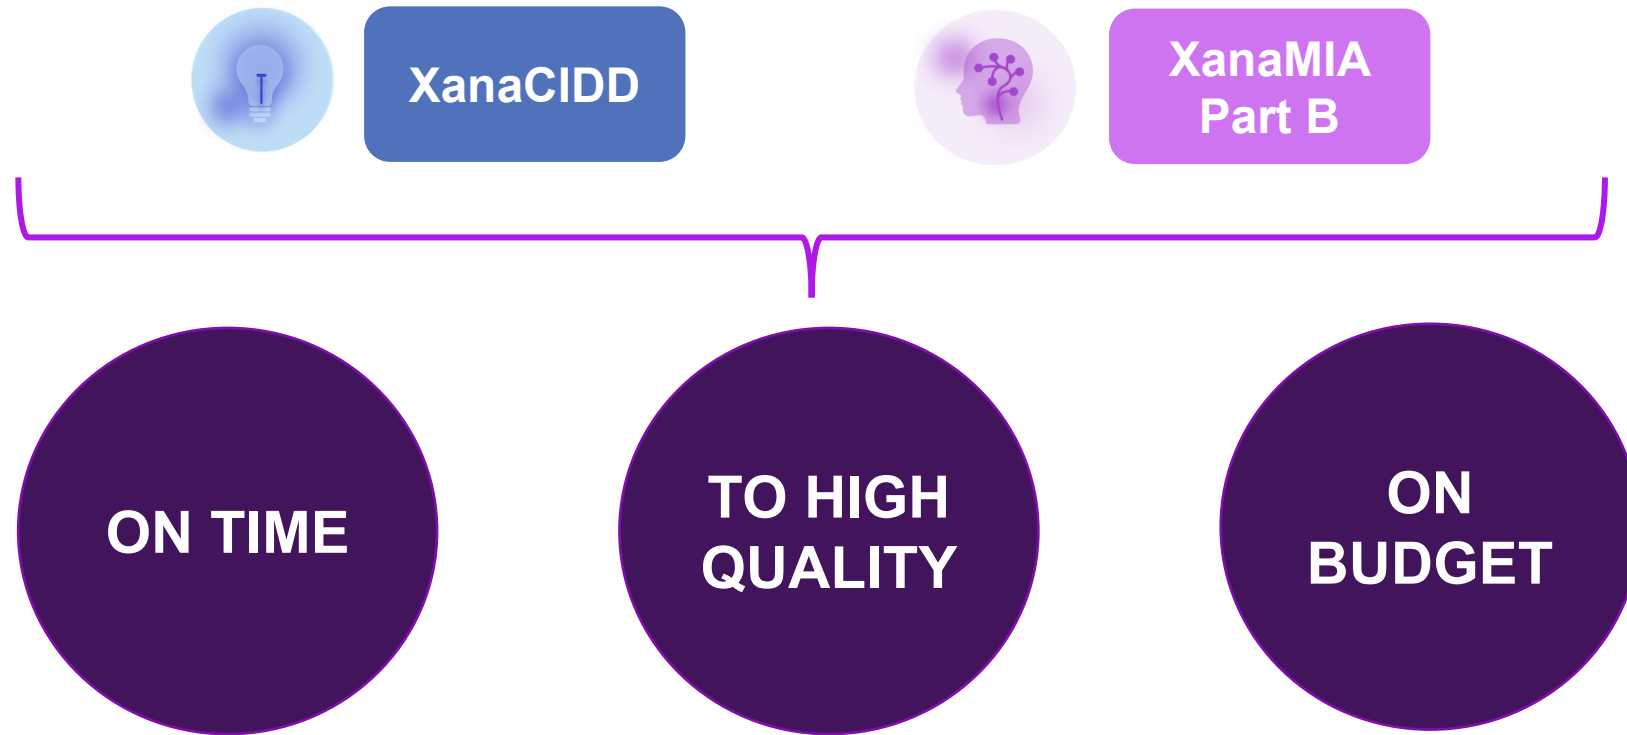 XanaCIDD
XanaMIA
Part B
ON TIME
TO HIGH
QUALITY
ON
BUDGET